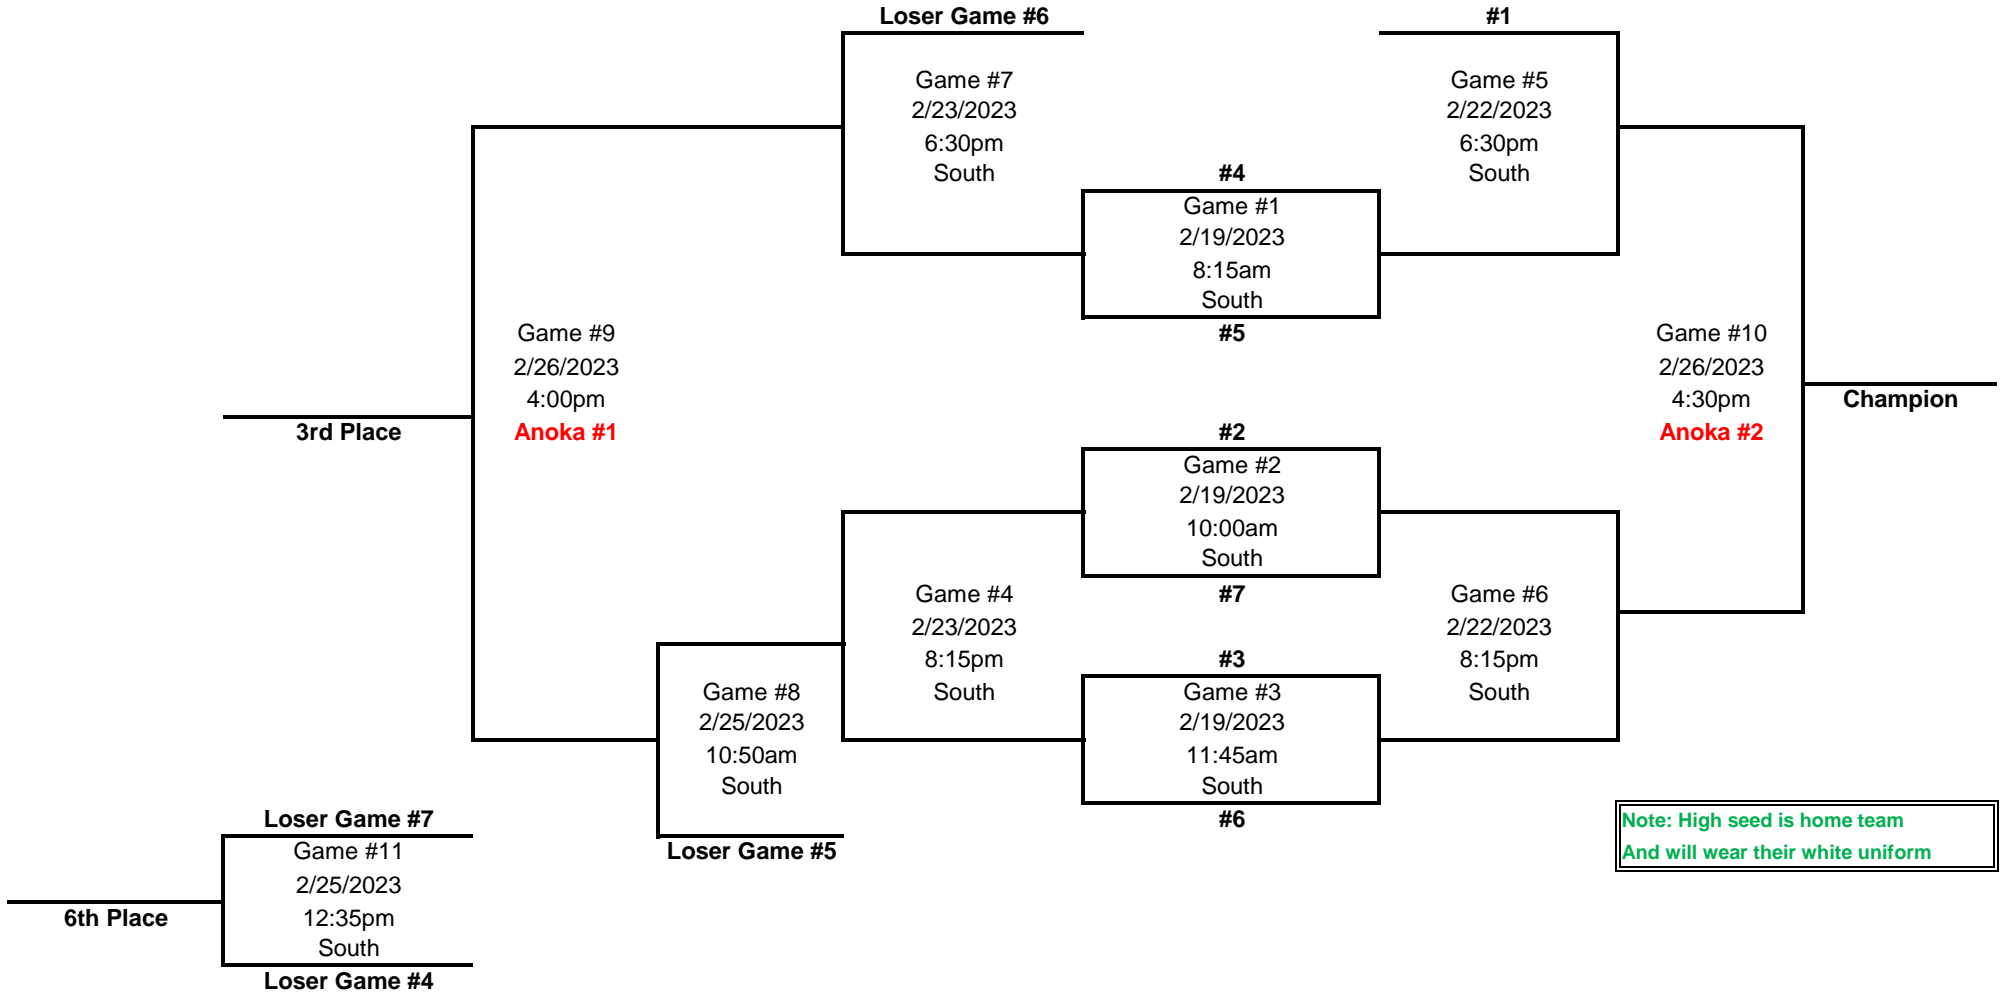 Loser Game #6
#1
Game #7
2/23/2023
6:30pm
South
Game #5
2/22/2023
6:30pm
South
#4
Game #1
2/19/2023
8:15am
South
#5
Game #9
2/26/2023
4:00pm
Anoka #1
Game #10
2/26/2023
4:30pm
Anoka #2
Champion
3rd Place
#2
Game #2
2/19/2023
10:00am
South
#7
Game #4
2/23/2023
8:15pm
South
Game #6
2/22/2023
8:15pm
South
#3
Game #3
2/19/2023
11:45am
South
#6
Game #8
2/25/2023
10:50am
South
Loser Game #5
Loser Game #7
Game #11
2/25/2023
12:35pm
South
Loser Game #4
6th Place
Note: High seed is home team
And will wear their white uniform